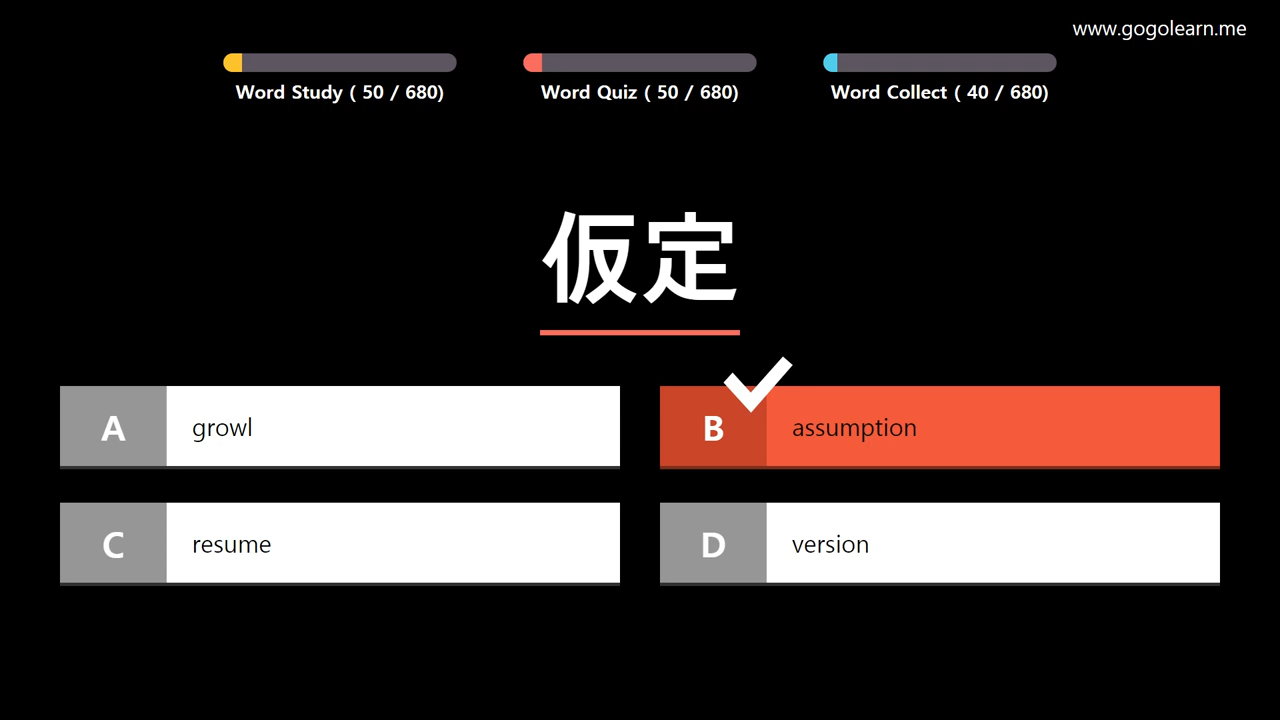 www.gogolearn.me
Word Study ( 50 / 680)
Word Quiz ( 50 / 680)
Word Collect ( 40 / 680)
仮定
A growl
B assumption
C resume
D version